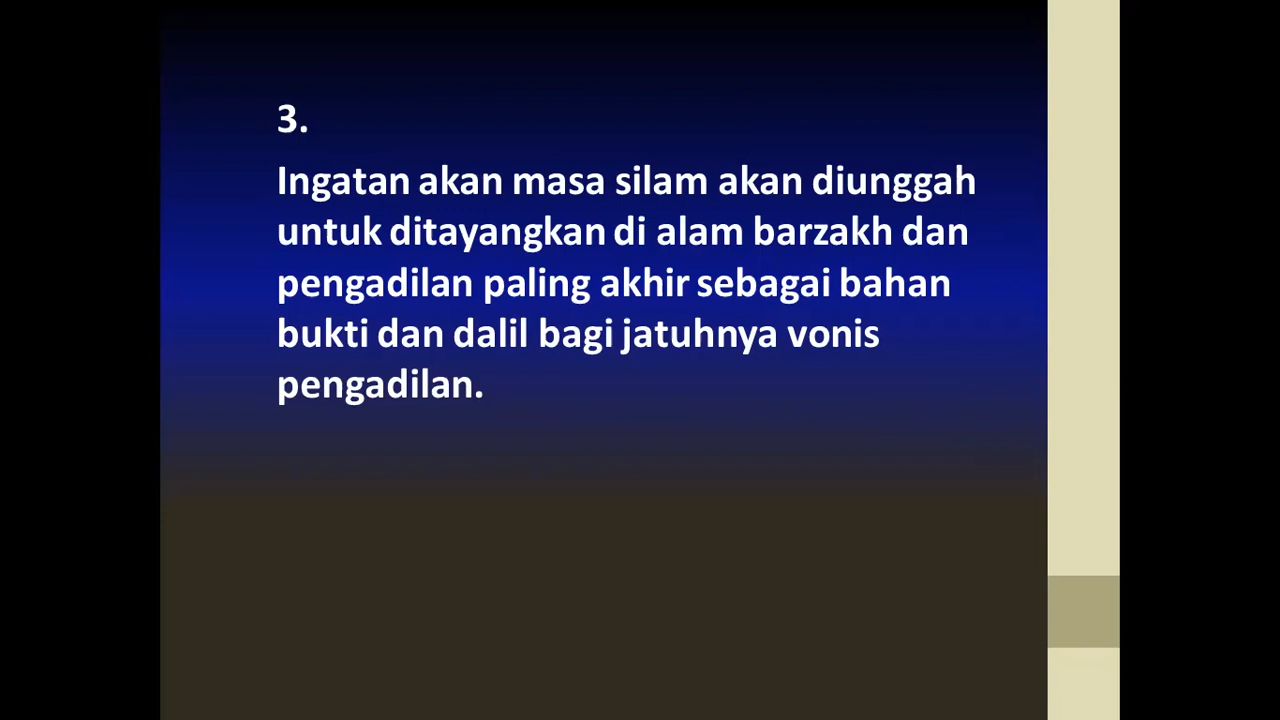 3.
Ingatan akan masa silam akan diunggah
untuk ditayangkan di alam barzakh dan
pengadilan paling akhir sebagai bahan
bukti dan dalil bagi jatuhnya vonis
pengadilan.